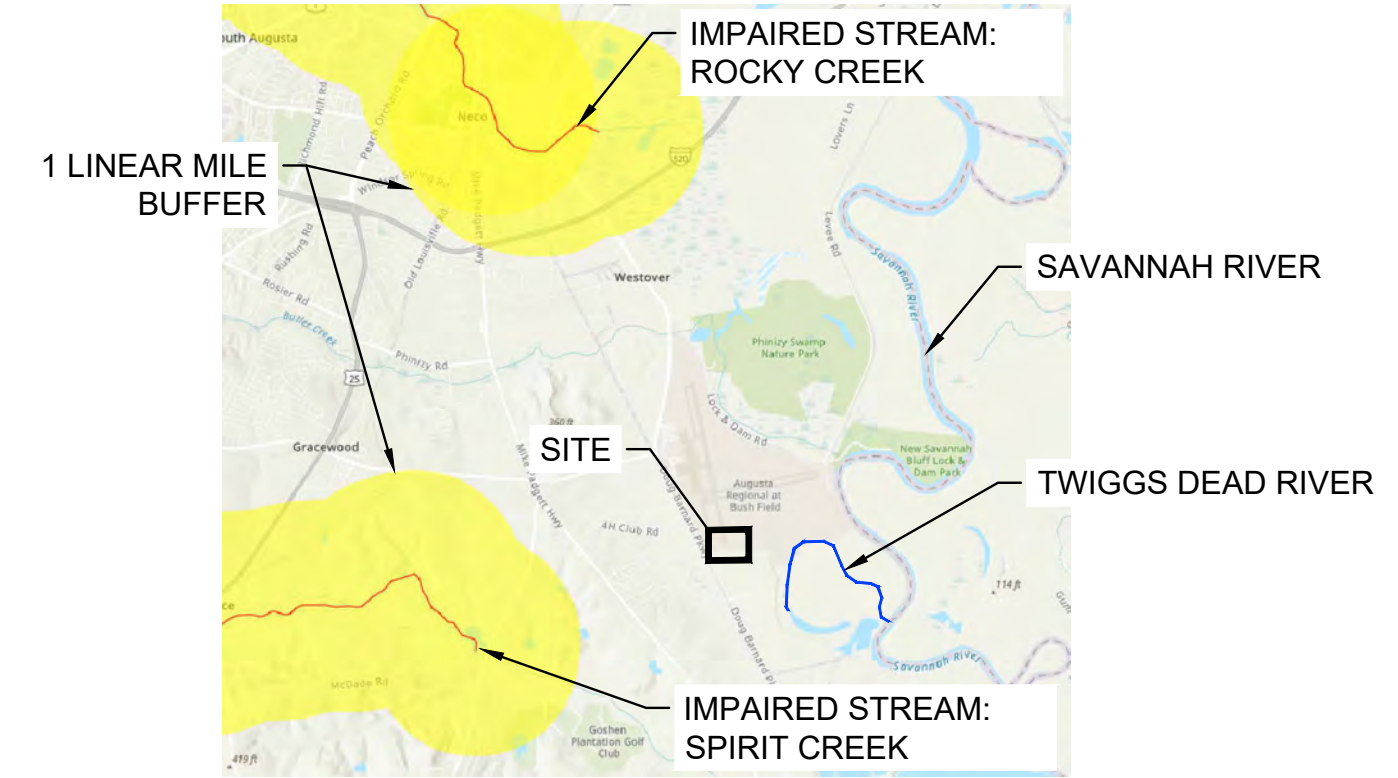 IMPAIRED STREAM:
ROCKY CREEK
1 LINEAR MILE
BUFFER
outh Augusta
Richmond Hill Rd
Peach Orchard Rd
Neco
Lovers Ln
520
Windsor Spring Rd
Mike Padgett Hwy
Old Louisville Rd
Rushing Rd
Rosier Rd
Butler Creek
Levee Rd
Savannah River
Westover
SAVANNAH RIVER
Phinizy Rd
25
Phinizy Swamp
Nature Park
360 ft
Lock & Dam Rd
Gracewood
SITE
New Savannah
Bluff Lock &
Dam Park
TWIGGS DEAD RIVER
Mike Padgett Hwy
Doug Barnard Pkwy
Augusta
Regional at
Bush Field
4H Club Rd
114 ft
ce
Doug Barnard P
Savannah River
McDade Rd
IMPAIRED STREAM:
SPIRIT CREEK
Goshen
Plantation Golf
Club
419 ft